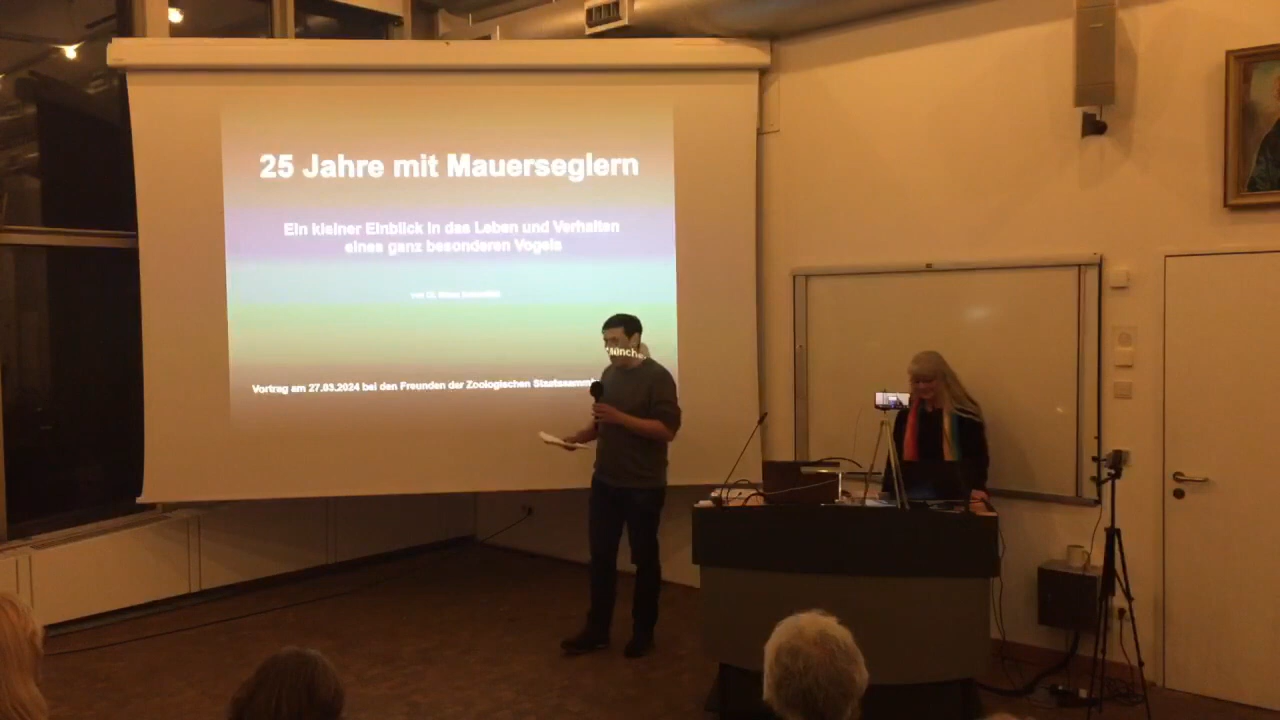 25 Jahre mit Mauerseglern
Ein kleiner Einblick in das Leben und Verhalten
eines ganz besonderen Vogels
Vortrag am 27.03.2024 bei den Freunden der Zoologischen